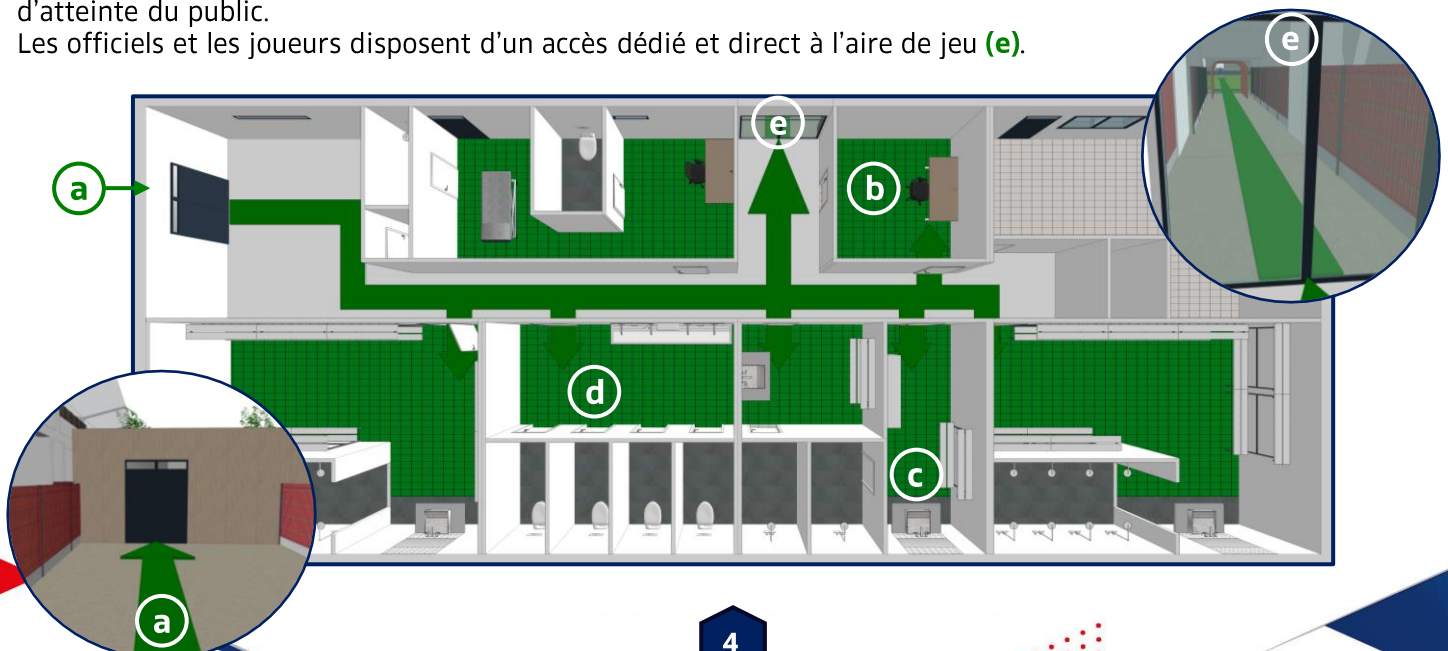 d’atteinte du public.
Les officiels et les joueurs disposent d’un accès dédié et direct à l’aire de jeu (e).
e
e
a
b
d
c
a
4